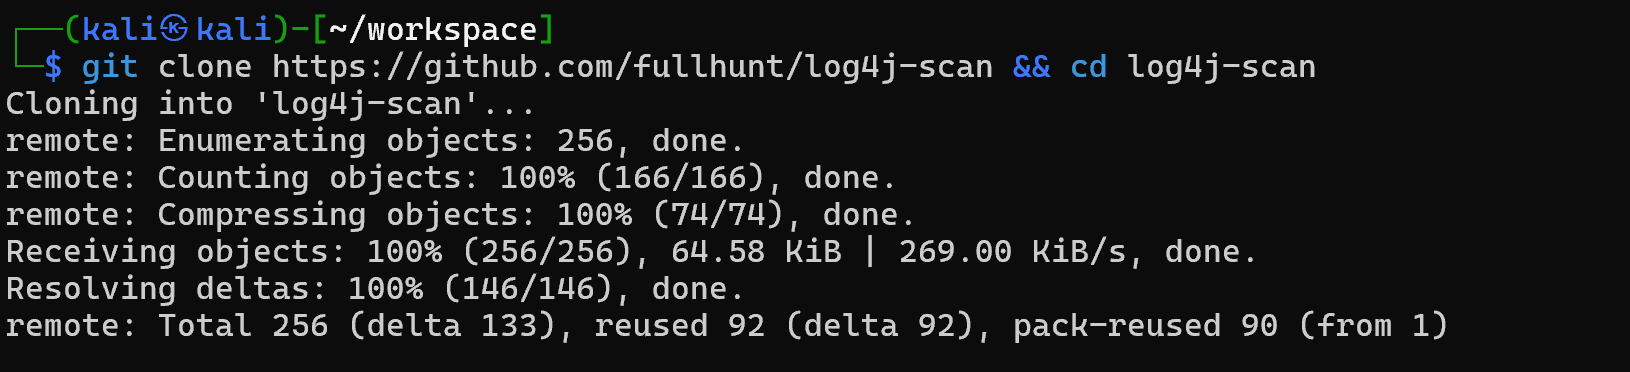 ┌──(kali㉿kali)-[~/workspace]
└─$ git clone https://github.com/fullhunt/log4j-scan && cd log4j-scan
Cloning into 'log4j-scan'...
remote: Enumerating objects: 256, done.
remote: Counting objects: 100% (166/166), done.
remote: Compressing objects: 100% (74/74), done.
Receiving objects: 100% (256/256), 64.58 KiB | 269.00 KiB/s, done.
Resolving deltas: 100% (146/146), done.
remote: Total 256 (delta 133), reused 92 (delta 92), pack-reused 90 (from 1)